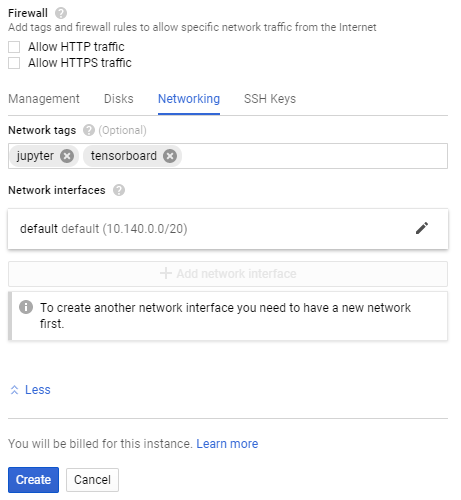 Firewall
Add tags and firewall rules to allow specific network traffic from the Internet
Allow HTTP traffic
Allow HTTPS traffic
Management Disks Networking SSH Keys
Network tags (Optional)
jupyter tensorboard
Network interfaces
default default (10.140.0.0/20)
Add network interface
To create another network interface you need to have a new network
first.
Less
You will be billed for this instance. Learn more
Create Cancel